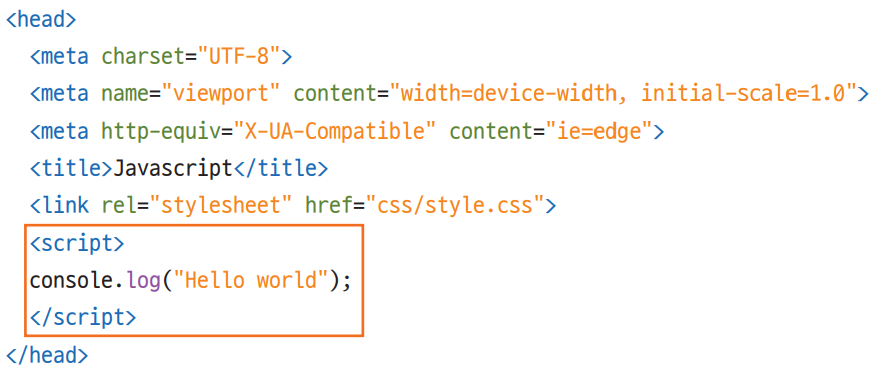 <head>
<meta charset="UTF-8">
<meta name="viewport" content="width=device-width, initial-scale=1.0">
<meta http-equiv="X-UA-Compatible" content="ie=edge">
<title>Javascript</title>
<link rel="stylesheet" href="css/style.css">
<script>
console.log("Hello world");
</script>
</head>